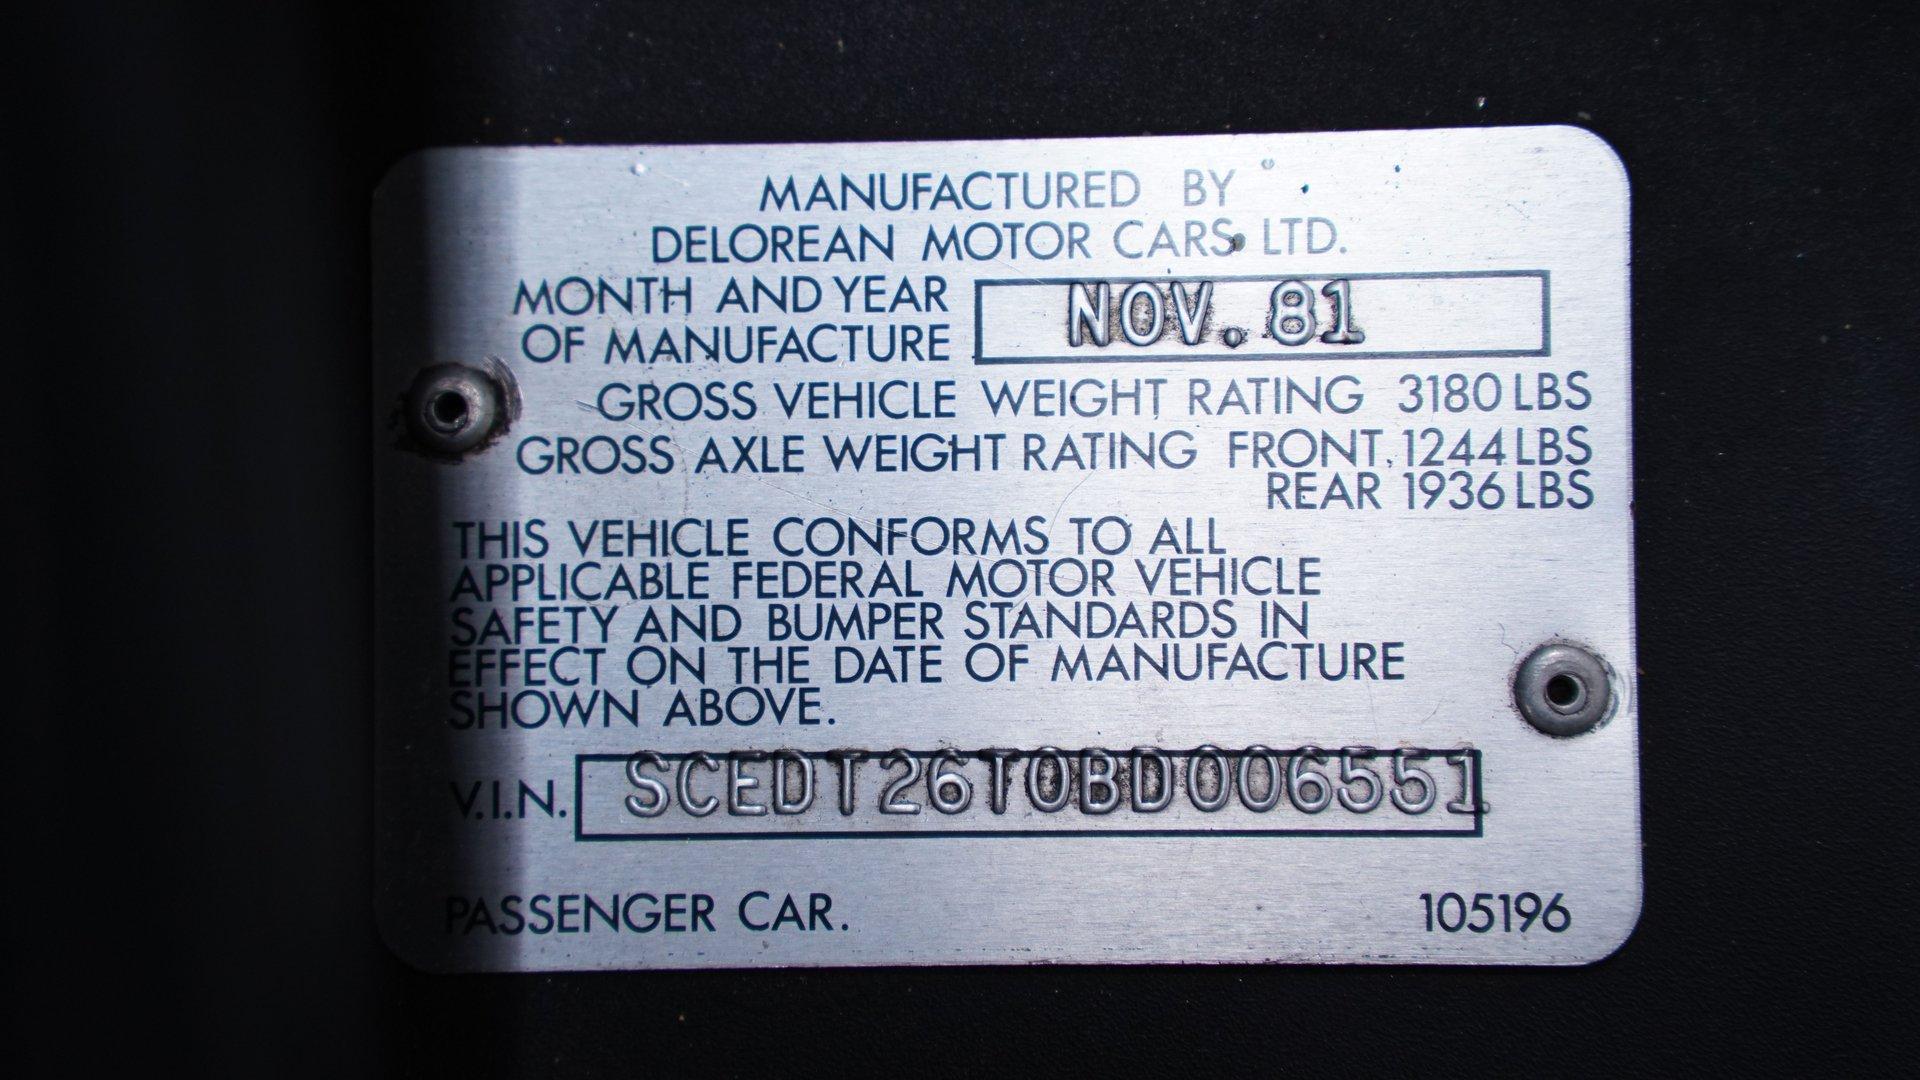 MANUFACTURED BY
DELOREAN MOTOR CARS LTD.
MONTH AND YEAR
OF MANUFACTURE
NOV. 81
GROSS VEHICLE WEIGHT RATING 3180 LBS
GROSS AXLE WEIGHT RATING FRONT 1244 LBS
REAR 1936 LBS
THIS VEHICLE CONFORMS TO ALL
APPLICABLE FEDERAL MOTOR VEHICLE
SAFETY AND BUMPER STANDARDS IN
EFFECT ON THE DATE OF MANUFACTURE
SHOWN ABOVE.
V.I.N. SCEDT26T0BD006551
PASSENGER CAR. 105196